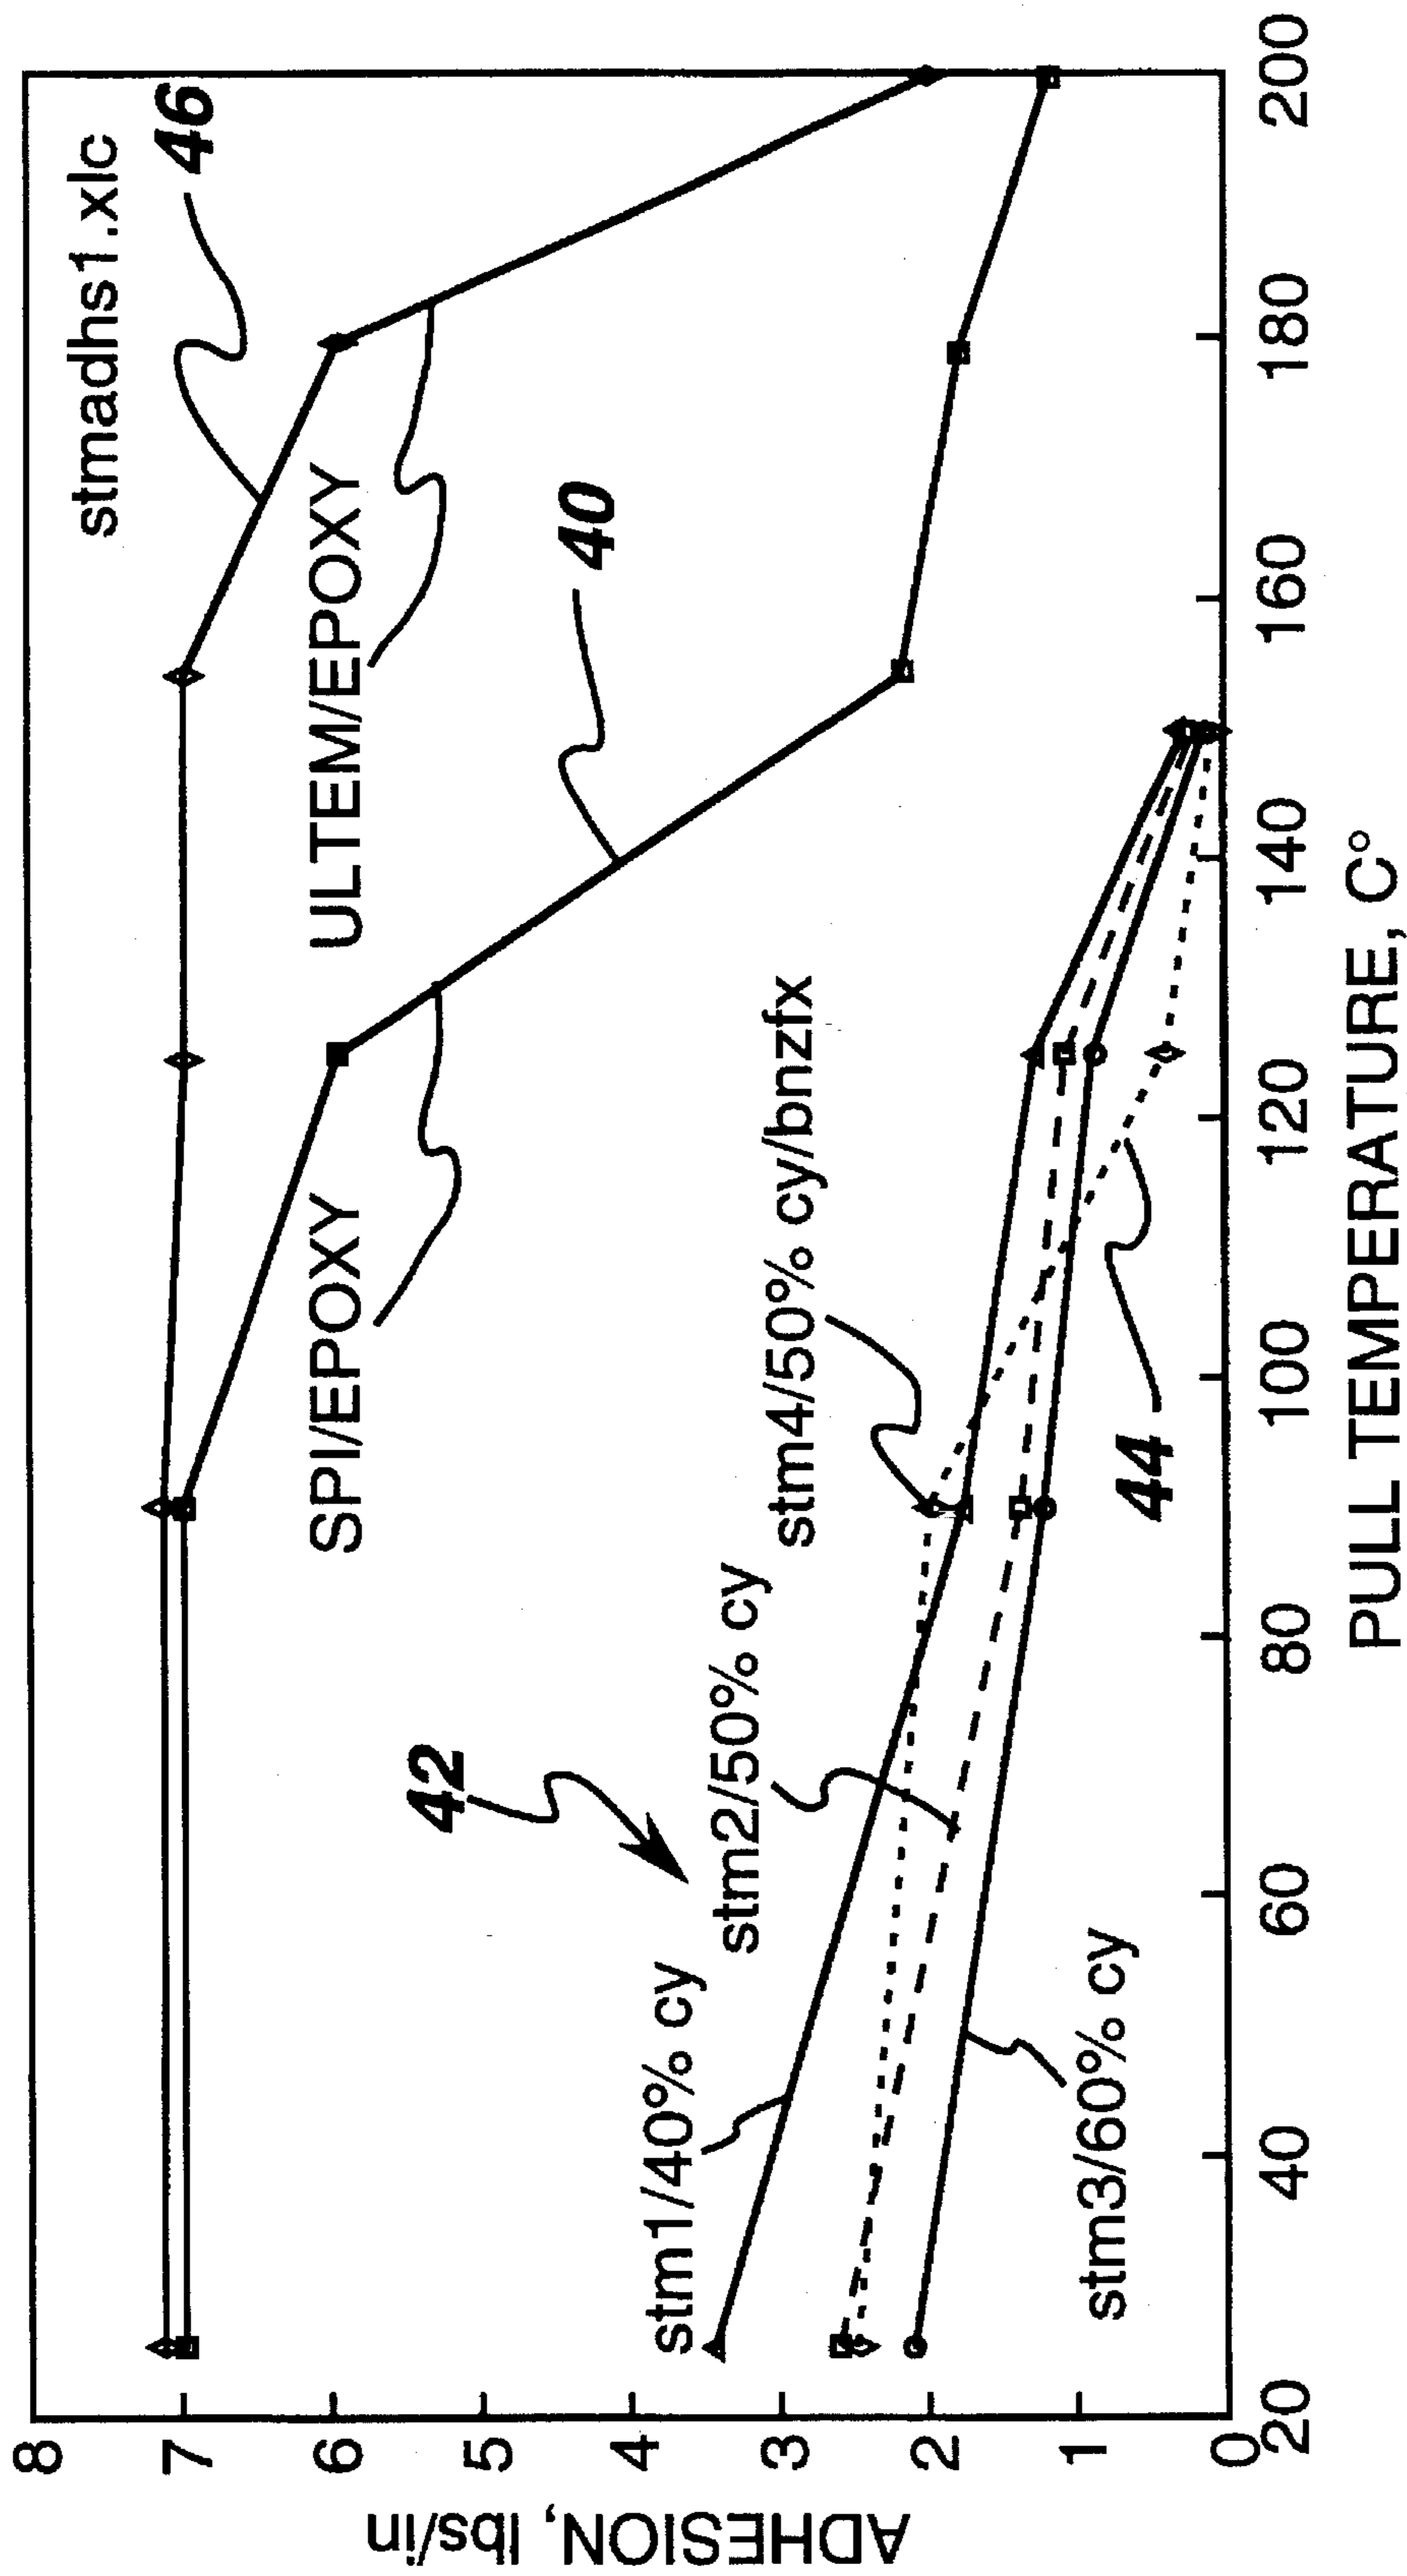 stmadhs1.xlc
46
ULTEM/EPOXY
40
SPI/EPOXY
stm4/50% cy/bnzfx
42
stm2/50% cy
stm1/40% cy
44
stm3/60% cy
ADHESION, lbs/in
8
7
6
5
4
3
2
1
0
20
40
60
80
100
120
140
160
180
200
PULL TEMPERATURE, C°